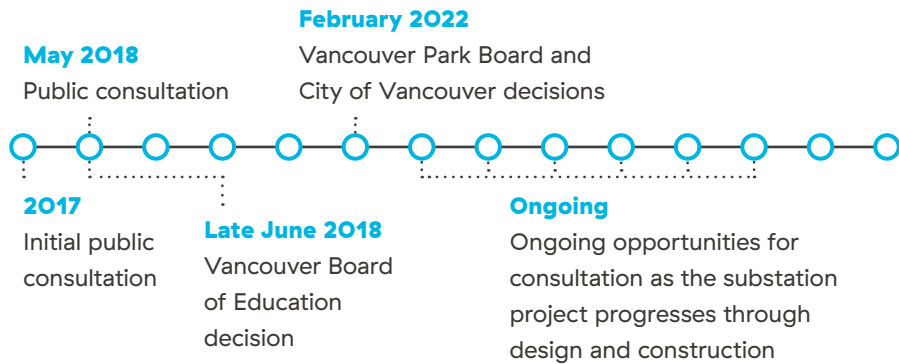 February 2022
Vancouver Park Board and
City of Vancouver decisions
May 2018
Public consultation
2017
Initial public
consultation
Late June 2018
Vancouver Board
of Education
decision
Ongoing
Ongoing opportunities for
consultation as the substation
project progresses through
design and construction